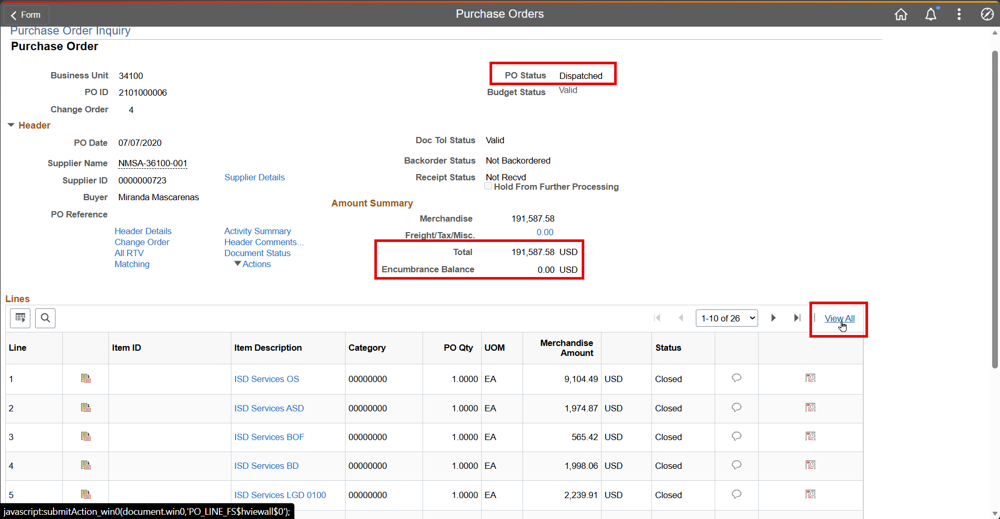 Form
Purchase Orders
Purchase Order Inquiry
Purchase Order
Business Unit 34100
PO Status Dispatched
PO ID 2101000006
Budget Status Valid
Change Order 4
Header
PO Date 07/07/2020
Doc Tol Status Valid
Supplier Name NMSA-36100-001
Backorder Status Not Backordered
Supplier ID 0000000723
Supplier Details
Receipt Status Not Recvd
Hold From Further Processing
Buyer Miranda Mascarenas
PO Reference
Amount Summary
Merchandise 191,587.58
Header Details Activity Summary
Freight/Tax/Misc. 0.00
Change Order Header Comments...
All RTV Document Status
Total 191,587.58 USD
Matching Actions
Encumbrance Balance 0.00 USD
Lines
1-10 of 26
View All
Line Item ID Item Description Category PO Qty UOM Merchandise Amount Status
1 ISD Services OS 00000000 1.0000 EA 9,104.49 USD Closed
2 ISD Services ASD 00000000 1.0000 EA 1,974.87 USD Closed
3 ISD Services BOF 00000000 1.0000 EA 565.42 USD Closed
4 ISD Services BD 00000000 1.0000 EA 1,998.06 USD Closed
5 ISD Services LGD 0100 00000000 1.0000 EA 2,239.91 USD Closed
javascript:submitAction_win0(document.win0,'PO_LINE_FS$hviewall$0');